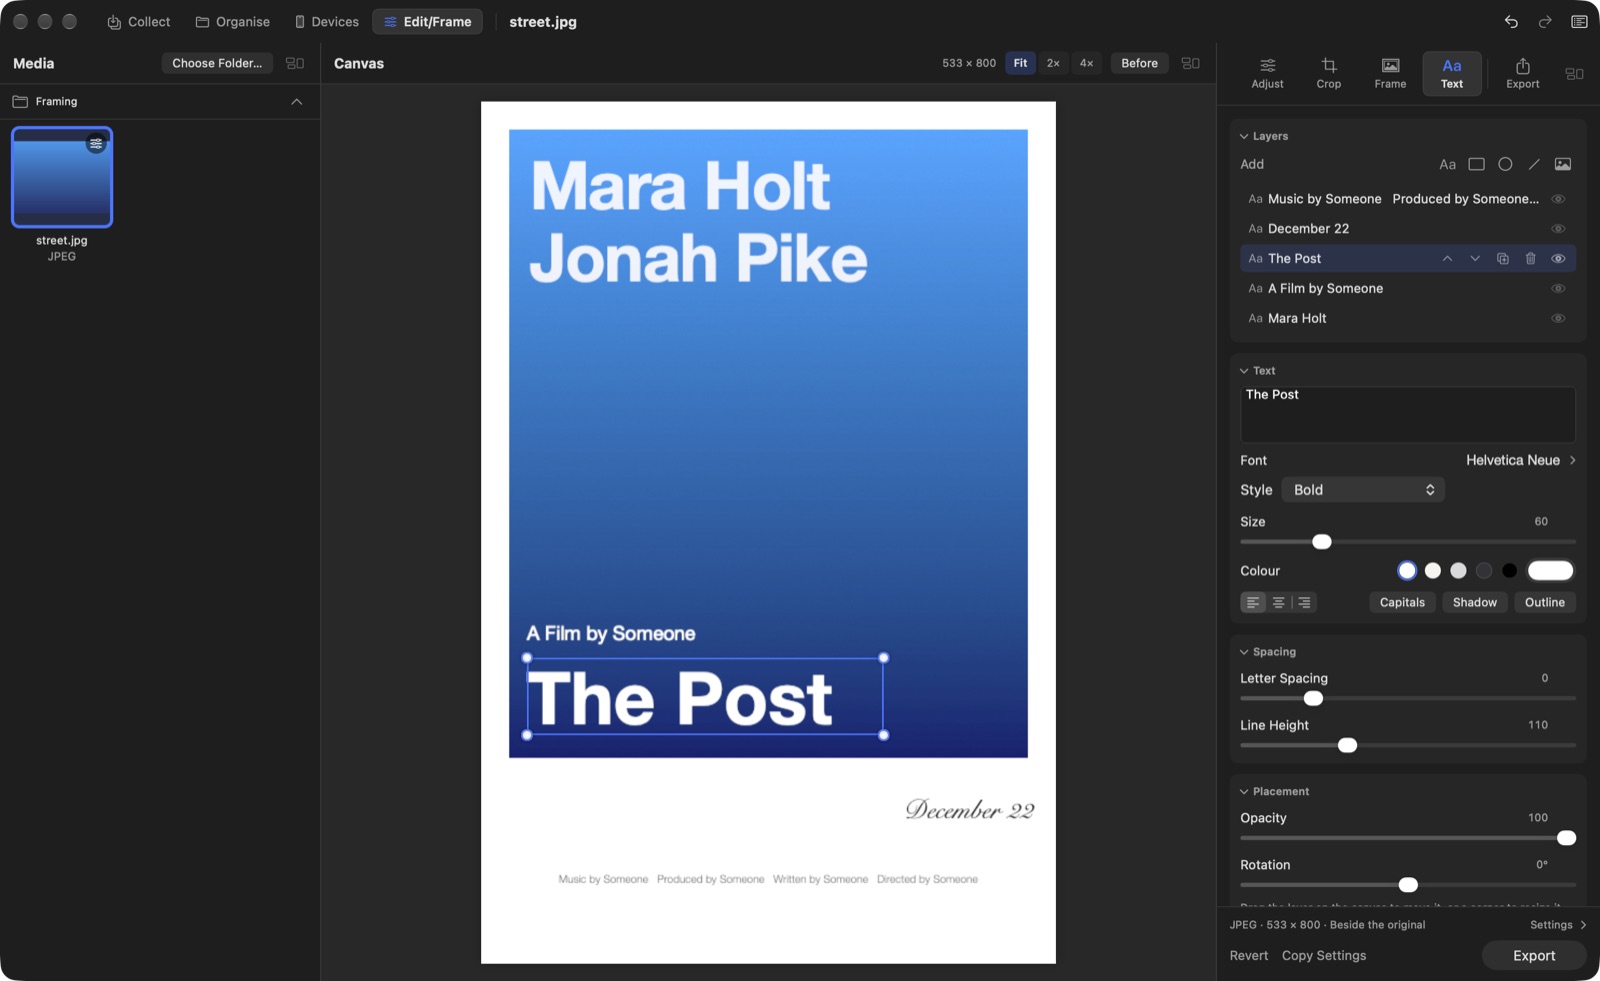 Collect
Organise
Devices
Edit/Frame
street.jpg
Media
Choose Folder...
Canvas
533 × 800
Fit
2×
4×
Before
Adjust
Crop
Frame
Aa
Text
Export
Framing
street.jpg
JPEG
Mara Holt
Jonah Pike
A Film by Someone
The Post
December 22
Music by Someone Produced by Someone Written by Someone Directed by Someone
Layers
Add
Aa
Aa Music by Someone Produced by Someone...
Aa December 22
Aa The Post
Aa A Film by Someone
Aa Mara Holt
Text
The Post
Font
Helvetica Neue
Style
Bold
Size
60
Colour
Capitals
Shadow
Outline
Spacing
Letter Spacing
0
Line Height
110
Placement
Opacity
100
Rotation
0°
JPEG · 533 × 800 · Beside the original
Settings
Revert
Copy Settings
Export